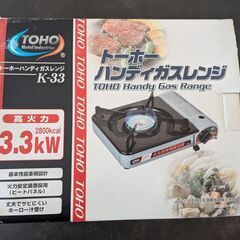 TOHO
Metal Industries
トーホーハンディガスレンジ
K-33
高火力
2800kcal
3.3kW
基本性能重視設計
火力安定装置採用
(ヒートパネル)
丈夫でサビにくい
ホーロー汁受け
トーホー
ハンディガスレンジ
TOHO Handy Gas Range